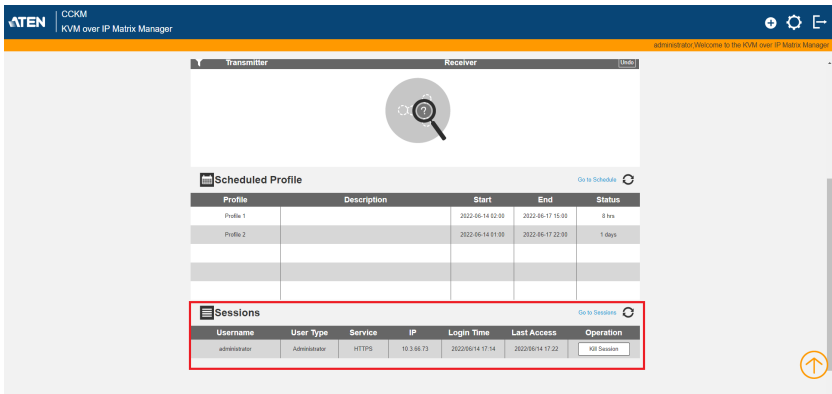 ATEN
CCKM
KVM over IP Matrix Manager
administrator,Welcome to the KVM over IP Matrix Manager
Transmitter Receiver Undo
?
Scheduled Profile Go to Schedule
Profile Description Start End Status
Profile 1 2022-06-14 02:00 2022-06-17 15:00 8 hrs
Profile 2 2022-06-14 01:00 2022-06-17 22:00 1 days
Sessions Go to Sessions
Username User Type Service IP Login Time Last Access Operation
administrator Administrator HTTPS 10.3.66.73 2022/06/14 17:14 2022/06/14 17:22 Kill Session